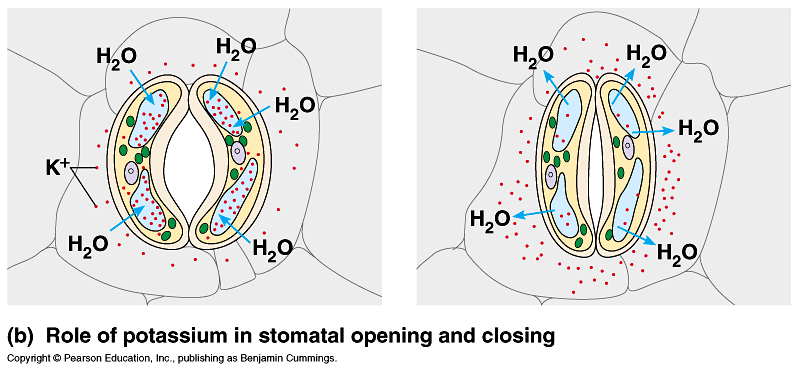 H2O
H2O
H2O
K+
H2O
H2O
H2O
H2O
H2O
H2O
H2O
(b) Role of potassium in stomatal opening and closing
Copyright © Pearson Education, Inc., publishing as Benjamin Cummings.